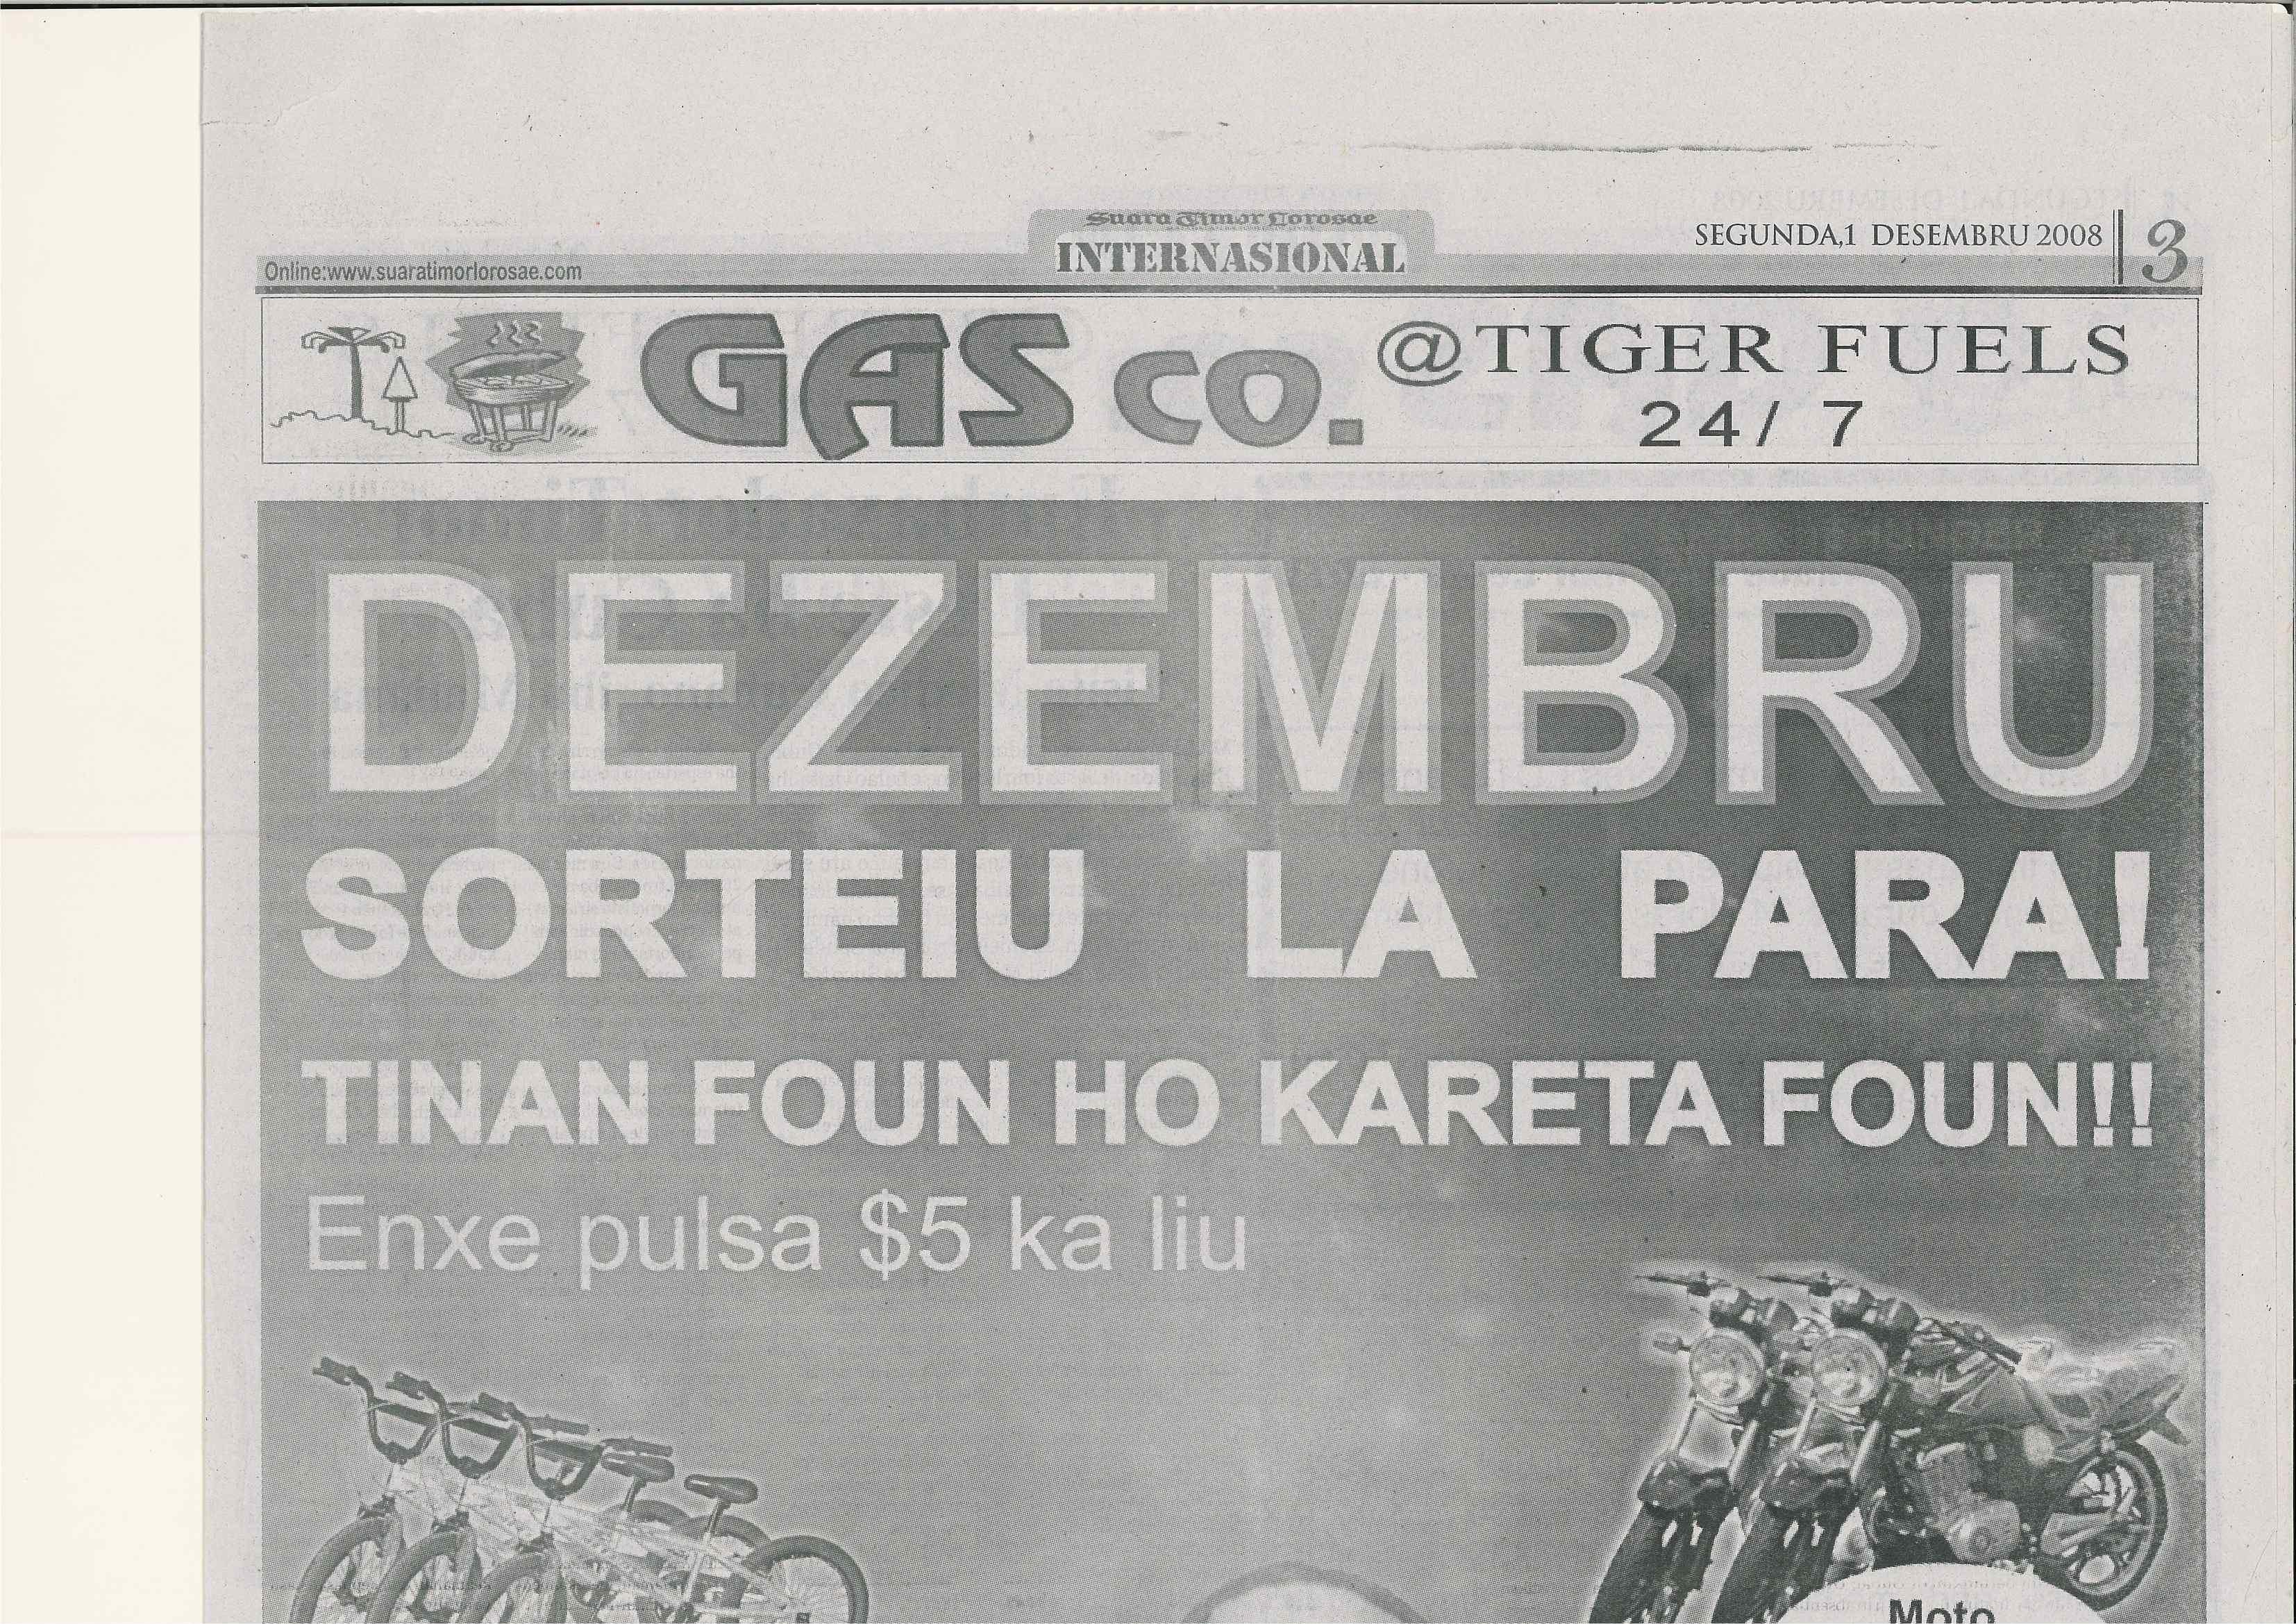 Suara Timor Lorosae
INTERNASIONAL
Online:www.suaratimorlorosae.com
SEGUNDA,1 DESEMBRU 2008
3
GAS CO.
@TIGER FUELS
24/ 7
DEZEMBRU
SORTEIU LA PARA!
TINAN FOUN HO KARETA FOUN!!
Enxe pulsa $5 ka liu
Moto